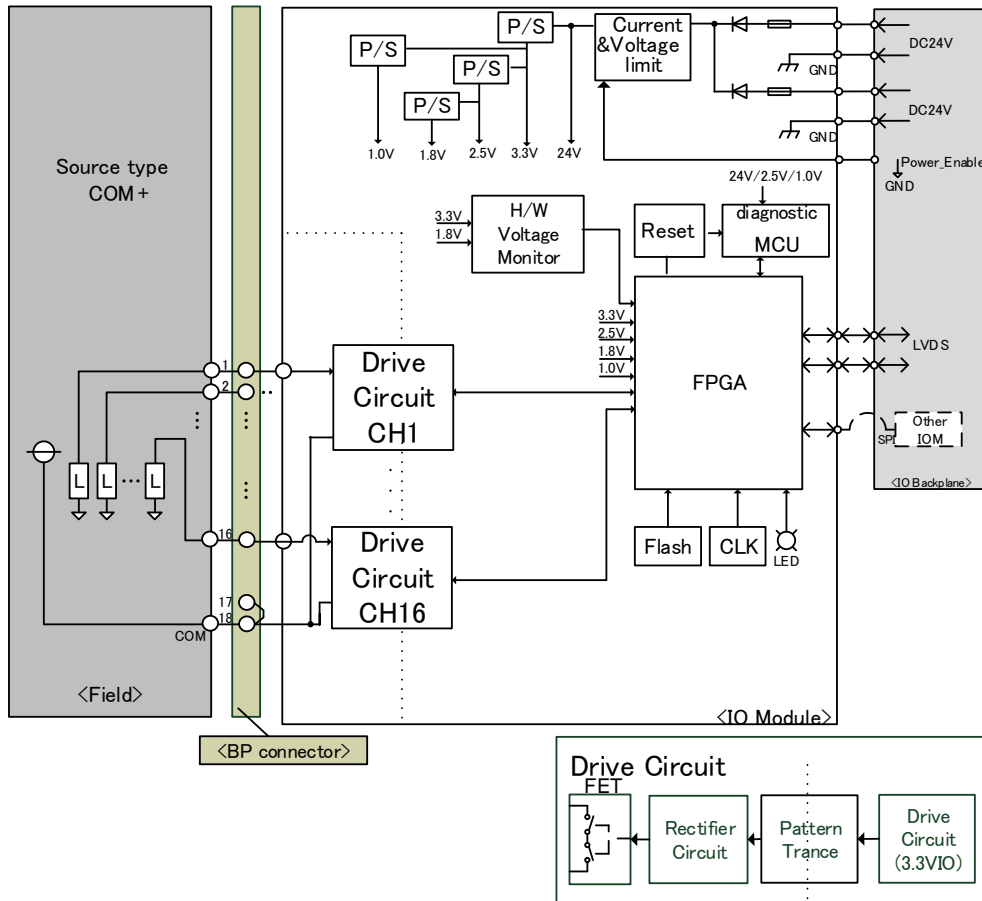 P/S
P/S
P/S
P/S
1.0V
1.8V
2.5V
3.3V
24V
Current
&Voltage
limit
GND
GND
DC24V
DC24V
Power_Enable
GND
Source type
COM+
3.3V
1.8V
H/W
Voltage
Monitor
Reset
24V/2.5V/1.0V
diagnostic
MCU
3.3V
2.5V
1.8V
1.0V
FPGA
LVDS
SPI
Other
IOM
<IO Backplane>
1
2
Drive
Circuit
CH1
L
L
L
16
Drive
Circuit
CH16
Flash
CLK
LED
17
18
COM
<Field>
<IO Module>
<BP connector>
Drive Circuit
FET
Rectifier
Circuit
Pattern
Trance
Drive
Circuit
(3.3VIO)